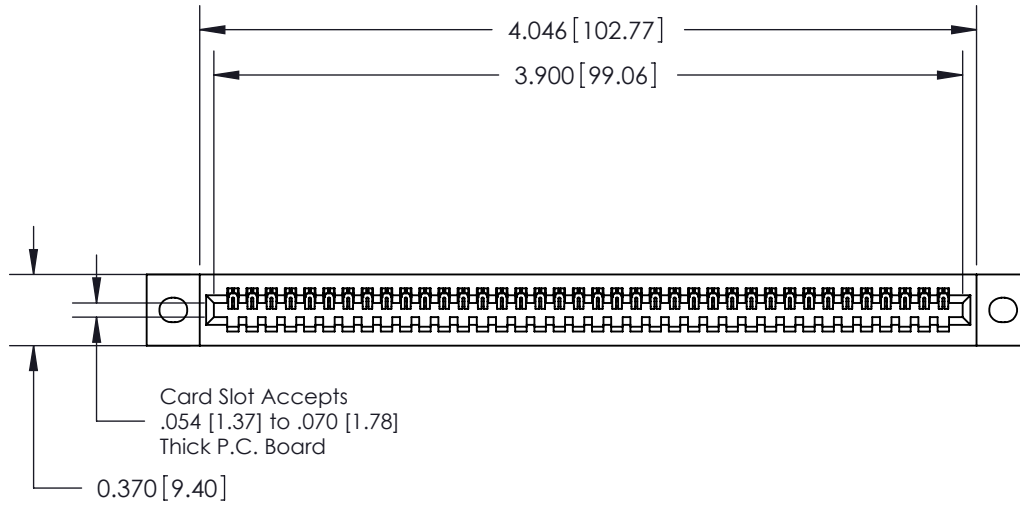 4.046 [102.77]
3.900 [99.06]
Card Slot Accepts
.054 [1.37] to .070 [1.78]
Thick P.C. Board
0.370 [9.40]